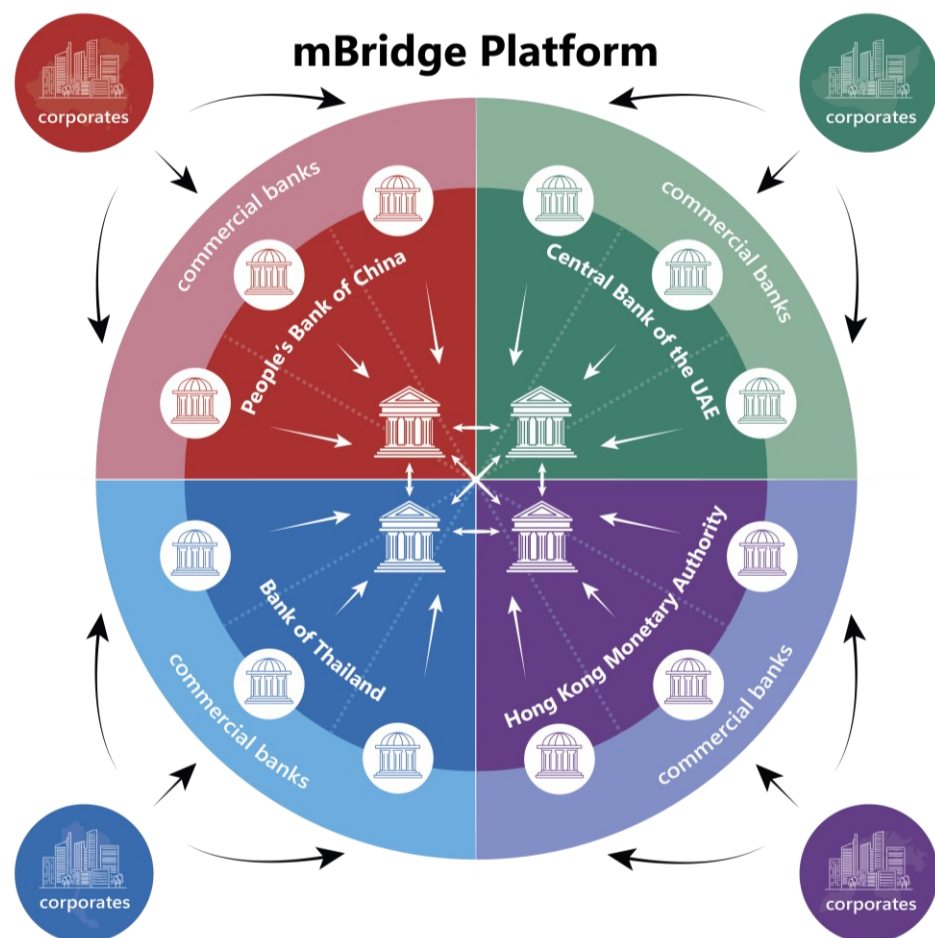 mBridge Platform
corporates
corporates
commercial banks
commercial banks
People's Bank of China
Central Bank of the UAE
Bank of Thailand
Hong Kong Monetary Authority
commercial banks
commercial banks
corporates
corporates